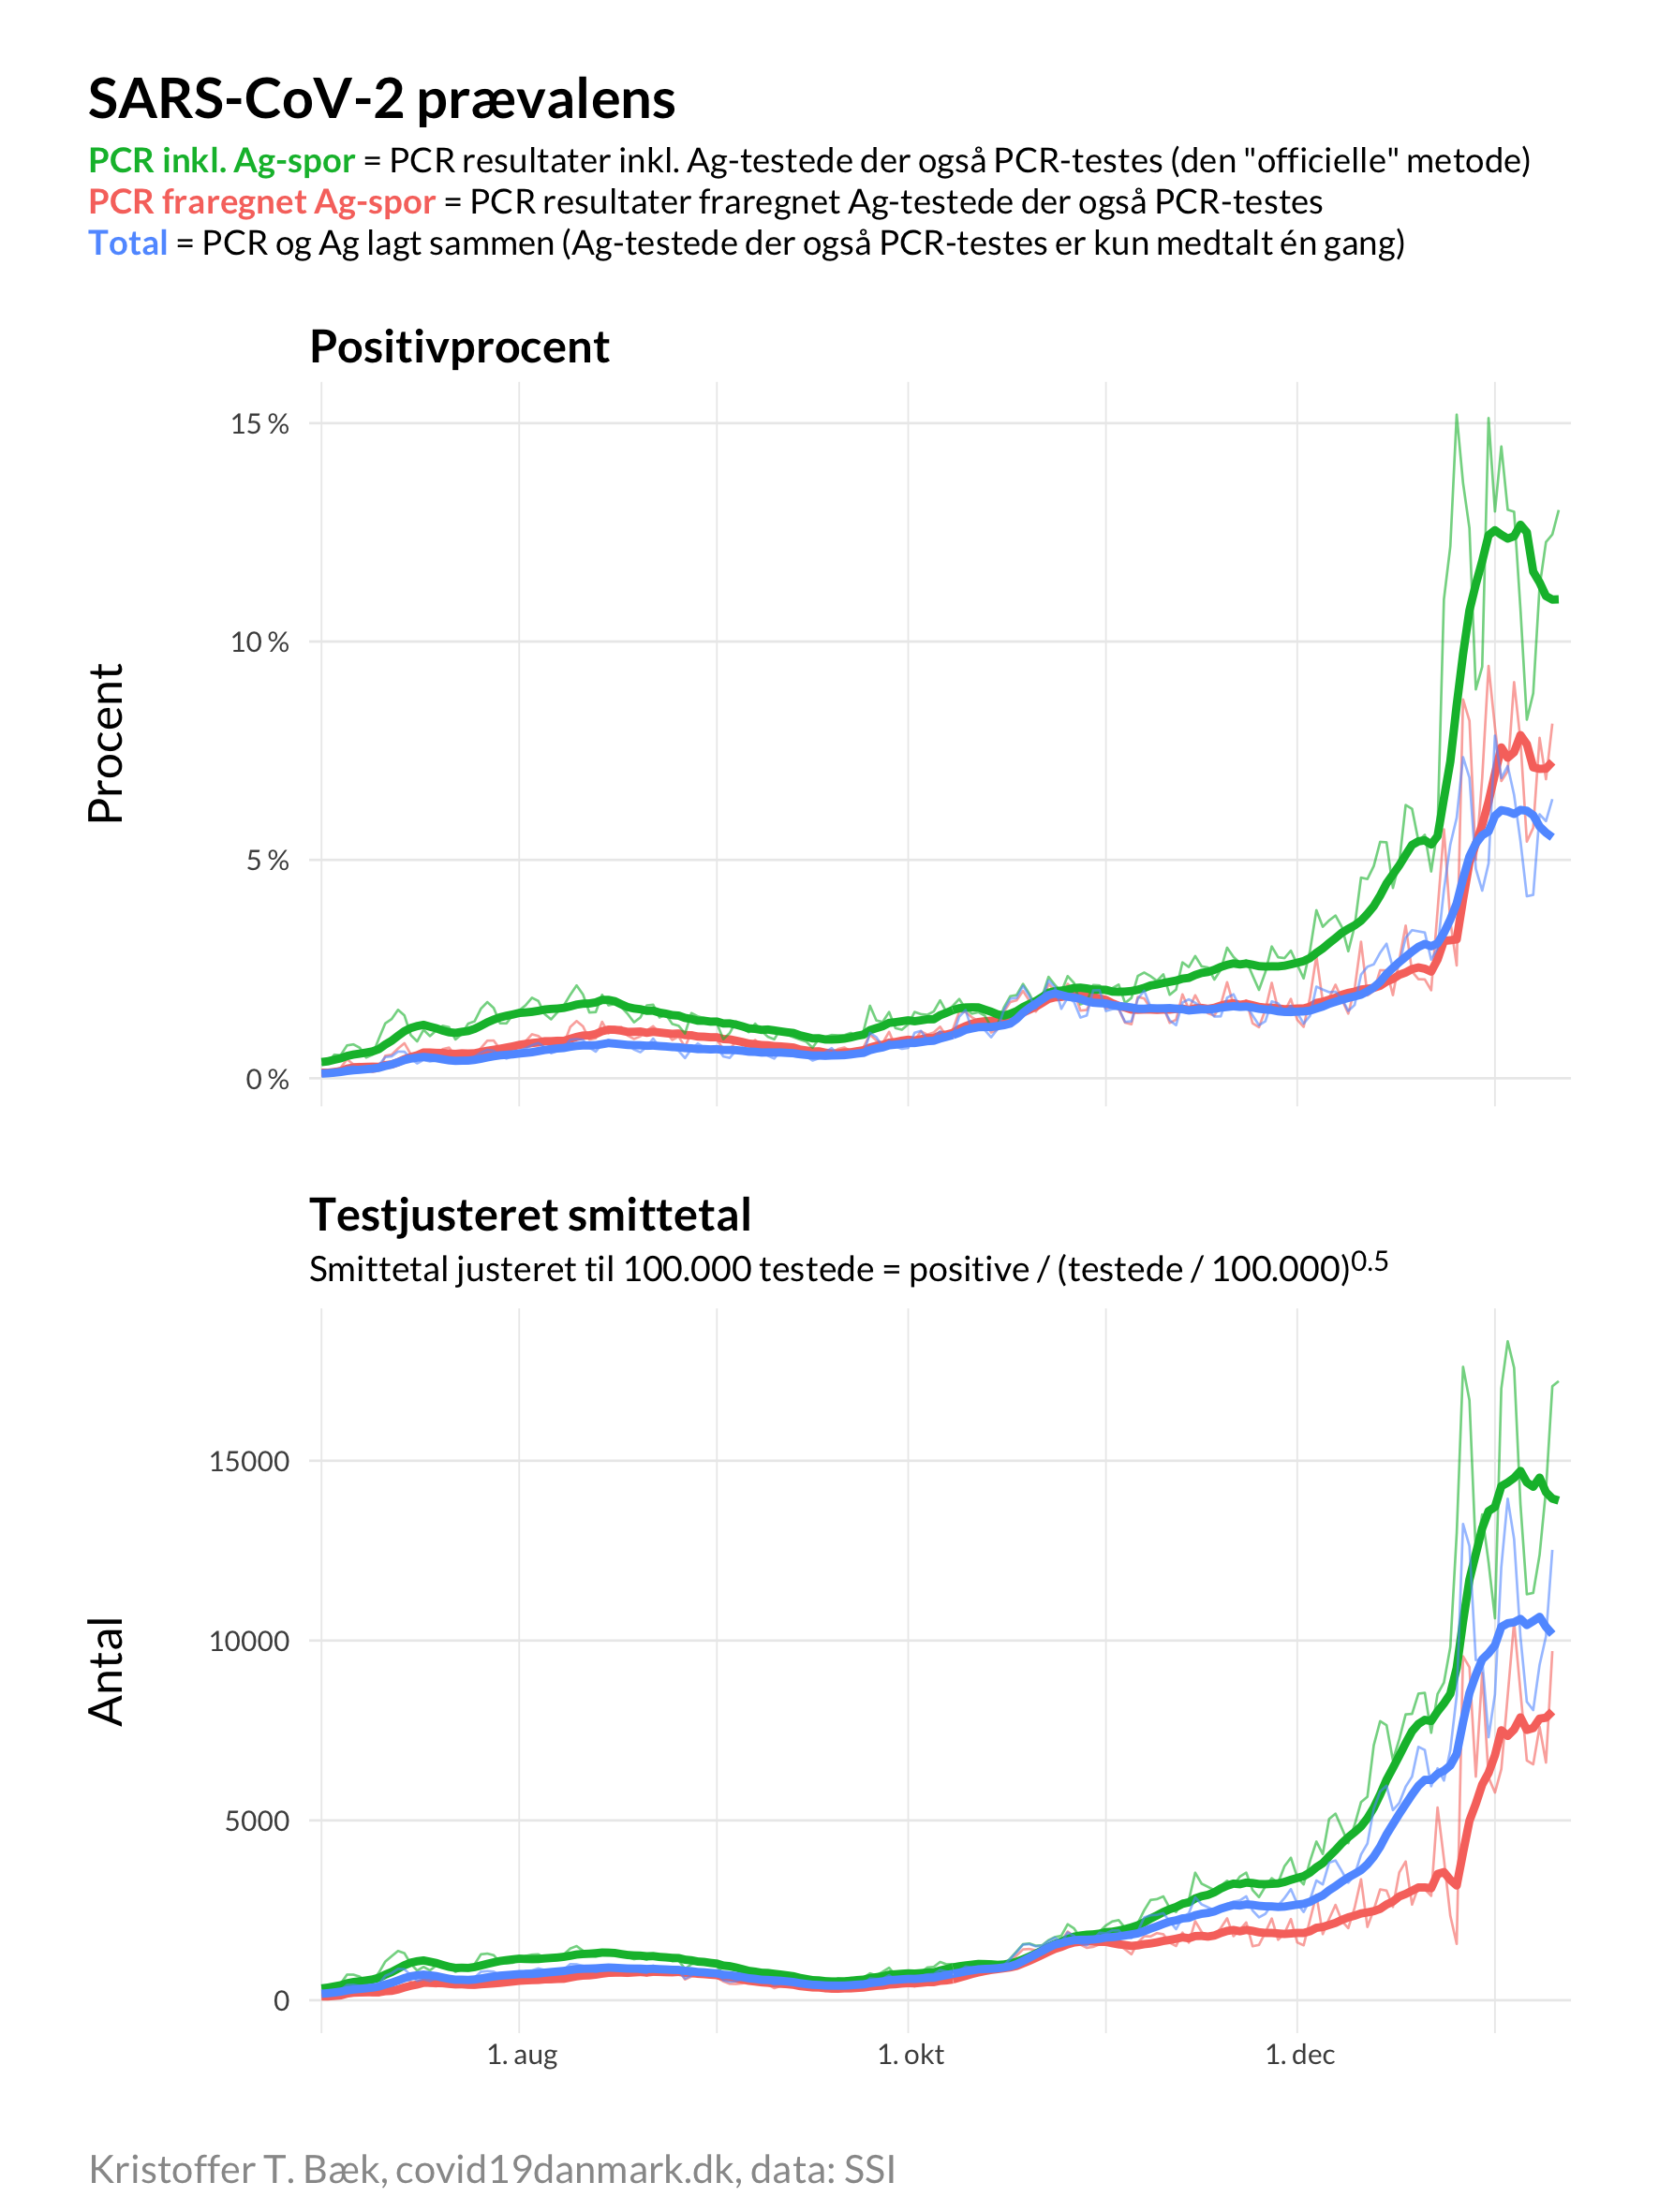 SARS-CoV-2 prævalens
PCR inkl. Ag-spor = PCR resultater inkl. Ag-testede der også PCR-testes (den "officielle" metode)
PCR fraregnet Ag-spor = PCR resultater fraregnet Ag-testede der også PCR-testes
Total = PCR og Ag lagt sammen (Ag-testede der også PCR-testes er kun medtalt én gang)
Positivprocent
Procent
15 %
10 %
5 %
0 %
Testjusteret smittetal
Smittetal justeret til 100.000 testede = positive / (testede / 100.000)^0.5
Antal
15000
10000
5000
0
1. aug
1. okt
1. dec
Kristoffer T. Bæk, covid19danmark.dk, data: SSI